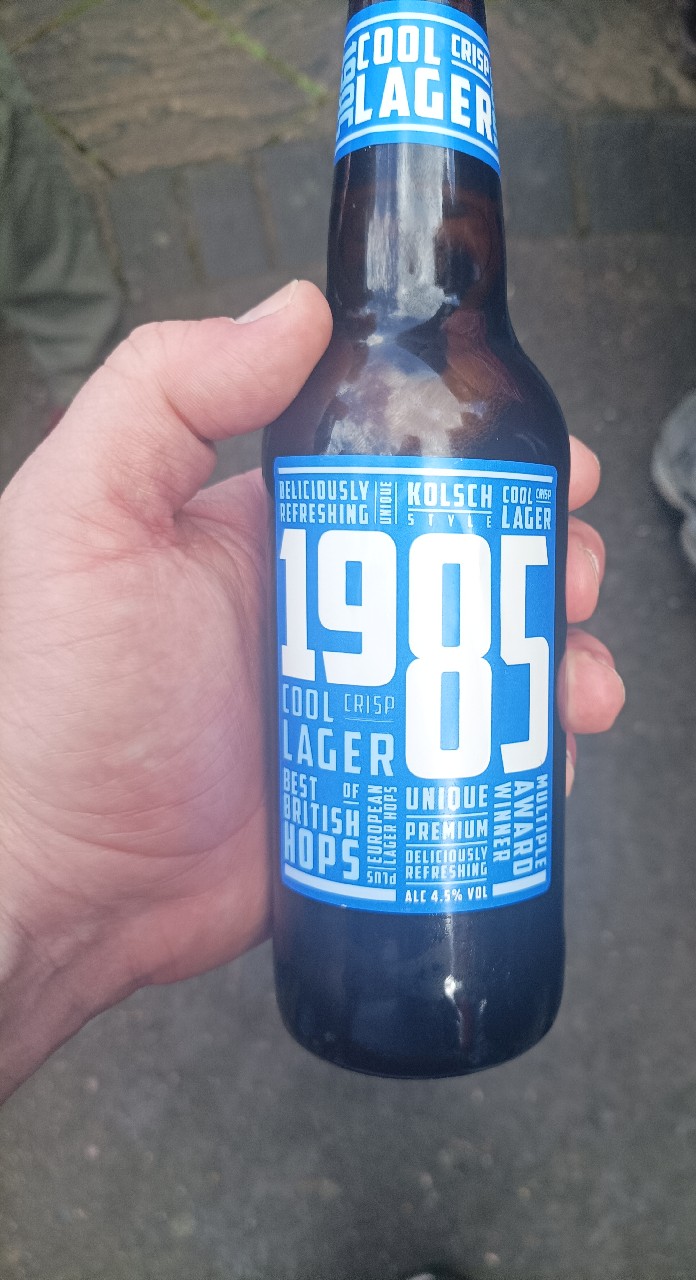 COOL CRISP
LAGER
DELICIOUSLY
REFRESHING
UNIQUE
KOLSCH
STYLE
COOL CRISP
LAGER
1985
COOL CRISP
LAGER
BEST
OF
BRITISH
HOPS
PLUS
EUROPEAN
LAGER HOPS
UNIQUE
PREMIUM
DELICIOUSLY
REFRESHING
ALC 4.5% VOL
MULTIPLE
AWARD
WINNER